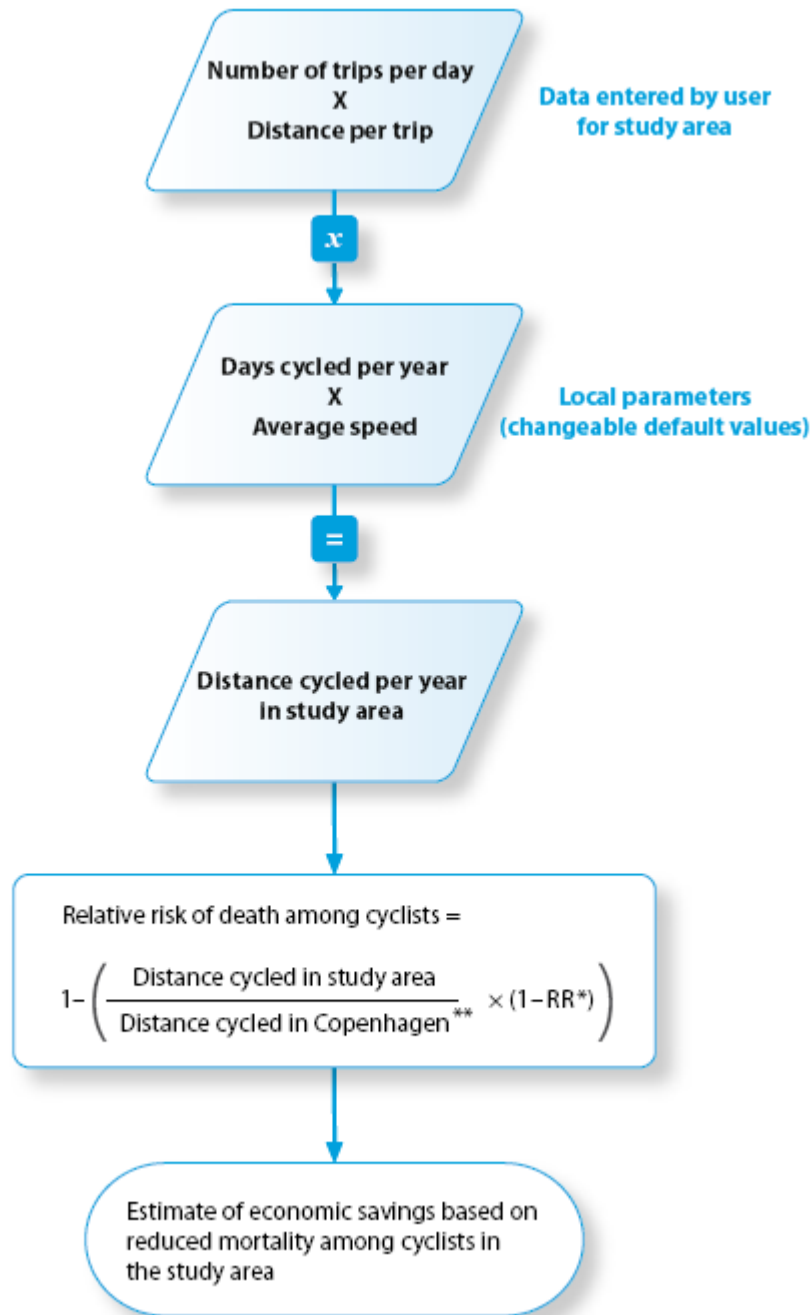 Number of trips per day
X
Distance per trip
Data entered by user
for study area
x
Days cycled per year
X
Average speed
Local parameters
(changeable default values)
=
Distance cycled per year
in study area
Relative risk of death among cyclists =
1– ( Distance cycled in study area
Distance cycled in Copenhagen** × (1–RR*) )
Estimate of economic savings based on
reduced mortality among cyclists in
the study area